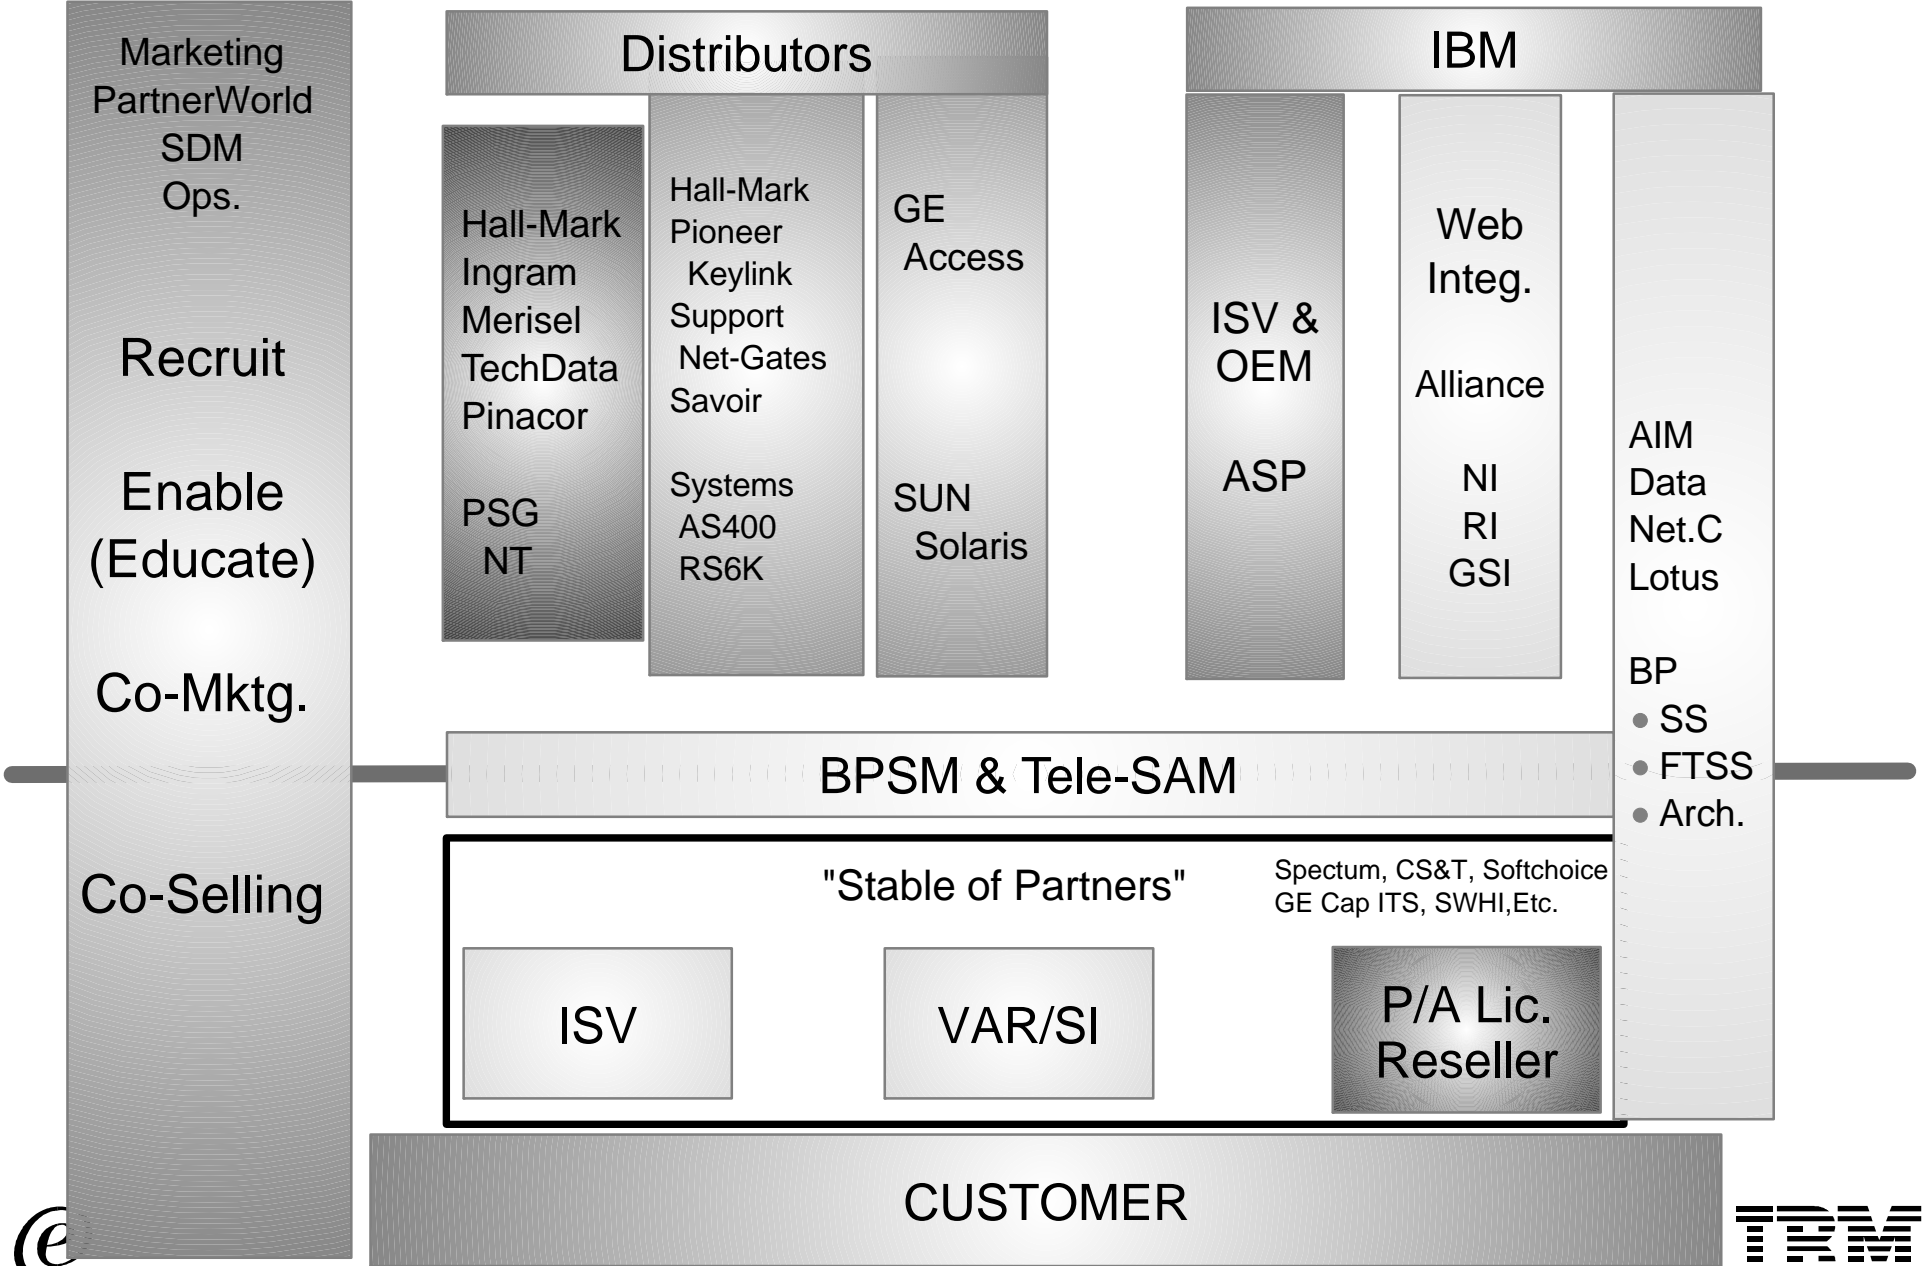 Marketing
PartnerWorld
SDM
Ops.
Recruit
Enable
(Educate)
Co-Mktg.
Co-Selling
Distributors
Hall-Mark
Ingram
Merisel
TechData
Pinacor
PSG
NT
Hall-Mark
Pioneer
Keylink
Support
Net-Gates
Savoir
Systems
AS400
RS6K
GE
Access
SUN
Solaris
IBM
ISV &
OEM
ASP
Web
Integ.
Alliance
NI
RI
GSI
AIM
Data
Net.C
Lotus
BP
• SS
• FTSS
• Arch.
BPSM & Tele-SAM
"Stable of Partners"
Spectum, CS&T, Softchoice
GE Cap ITS, SWHI,Etc.
ISV
VAR/SI
P/A Lic.
Reseller
CUSTOMER
e
TRM